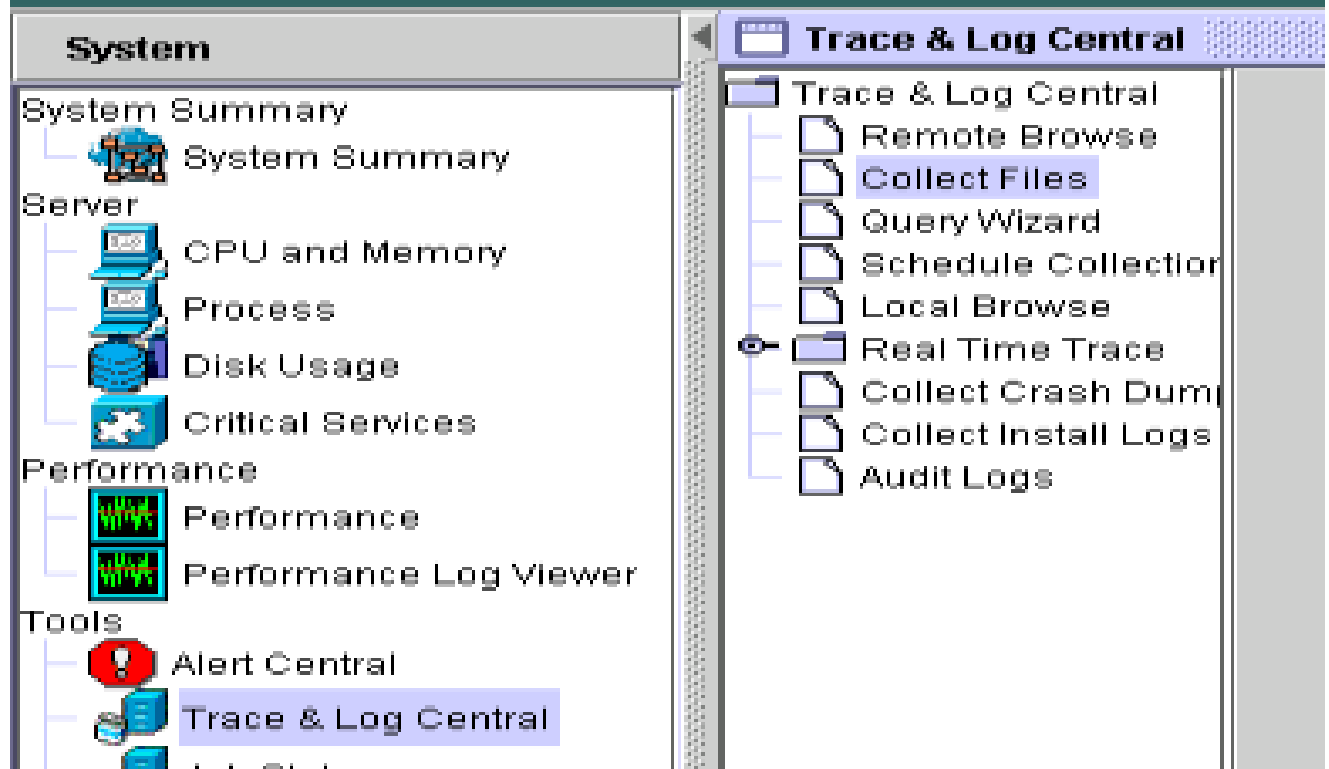 System
System Summary
System Summary
Server
CPU and Memory
Process
Disk Usage
Critical Services
Performance
Performance
Performance Log Viewer
Tools
Alert Central
Trace & Log Central
Trace & Log Central
Trace & Log Central
Remote Browse
Collect Files
Query Wizard
Schedule Collection
Local Browse
Real Time Trace
Collect Crash Dum
Collect Install Logs
Audit Logs